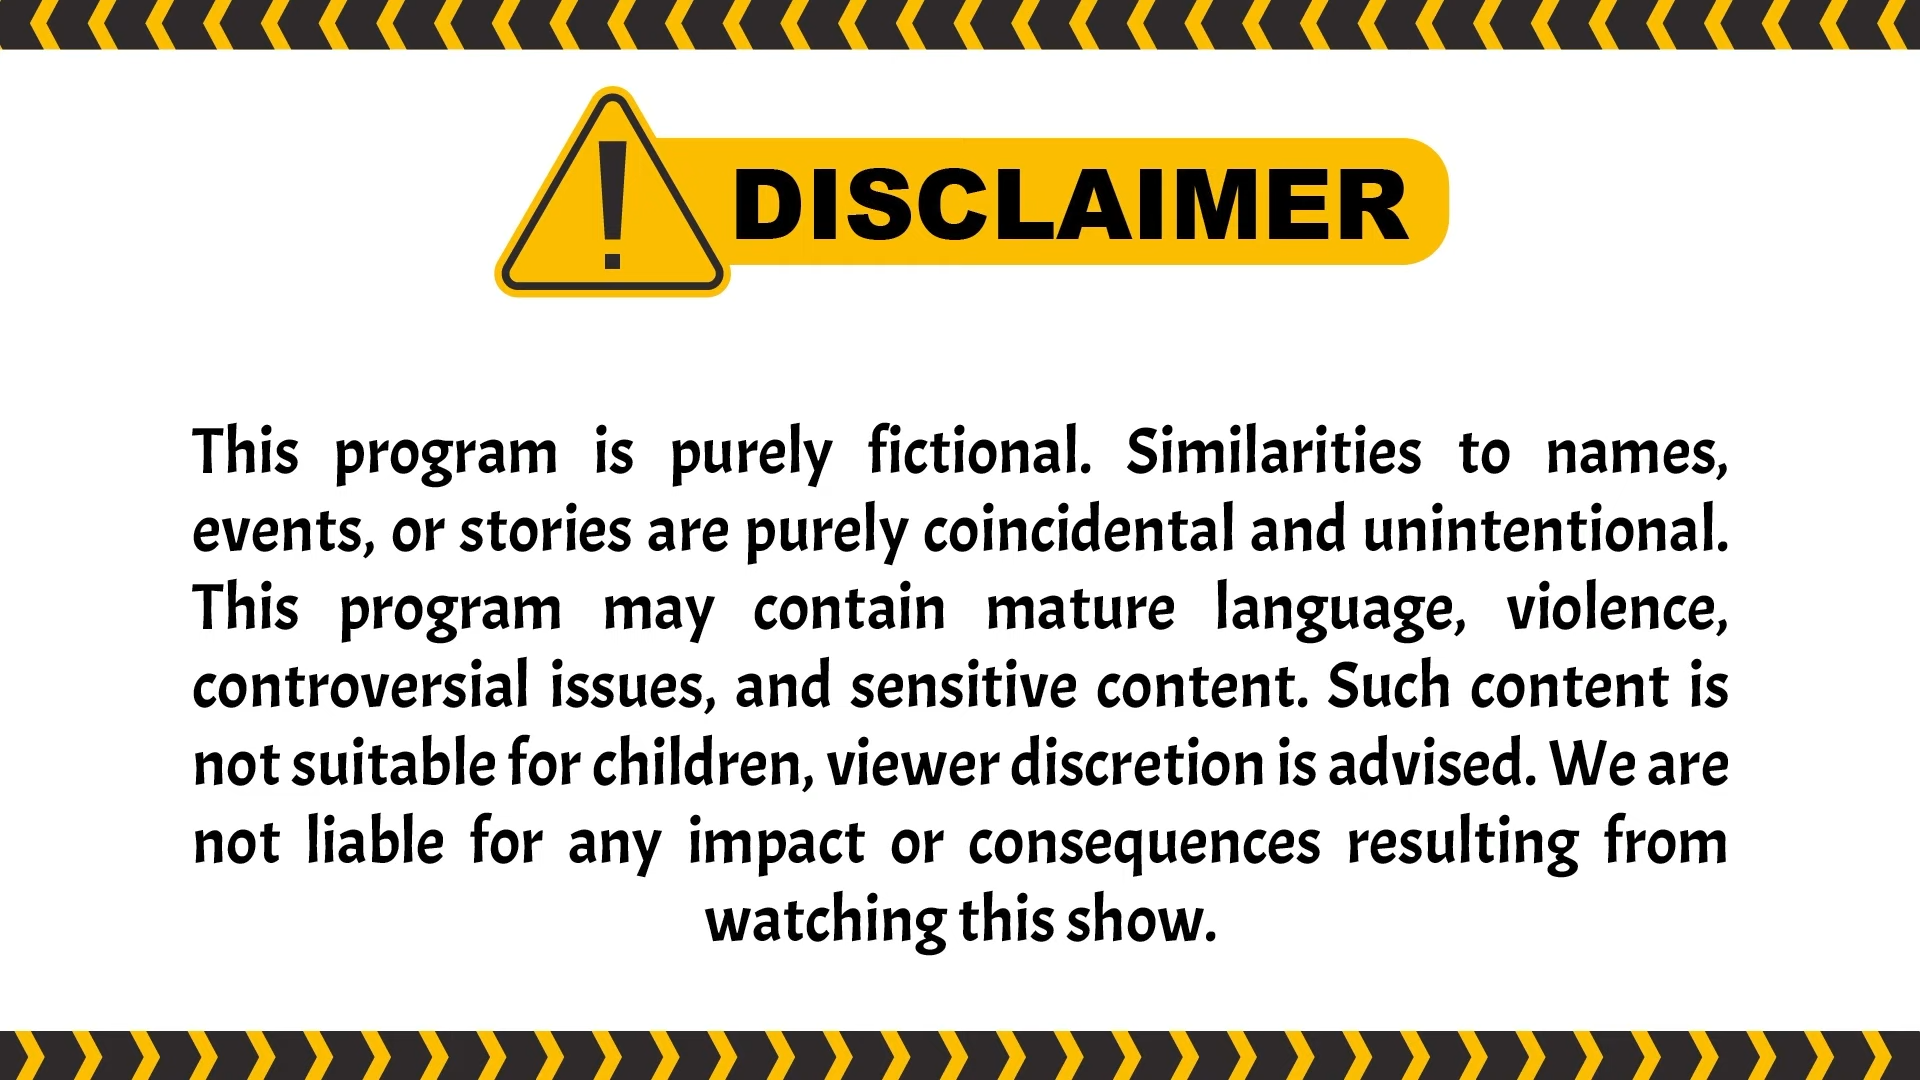 DISCLAIMER
This program is purely fictional. Similarities to names,
events, or stories are purely coincidental and unintentional.
This program may contain mature language, violence,
controversial issues, and sensitive content. Such content is
not suitable for children, viewer discretion is advised. We are
not liable for any impact or consequences resulting from
watching this show.